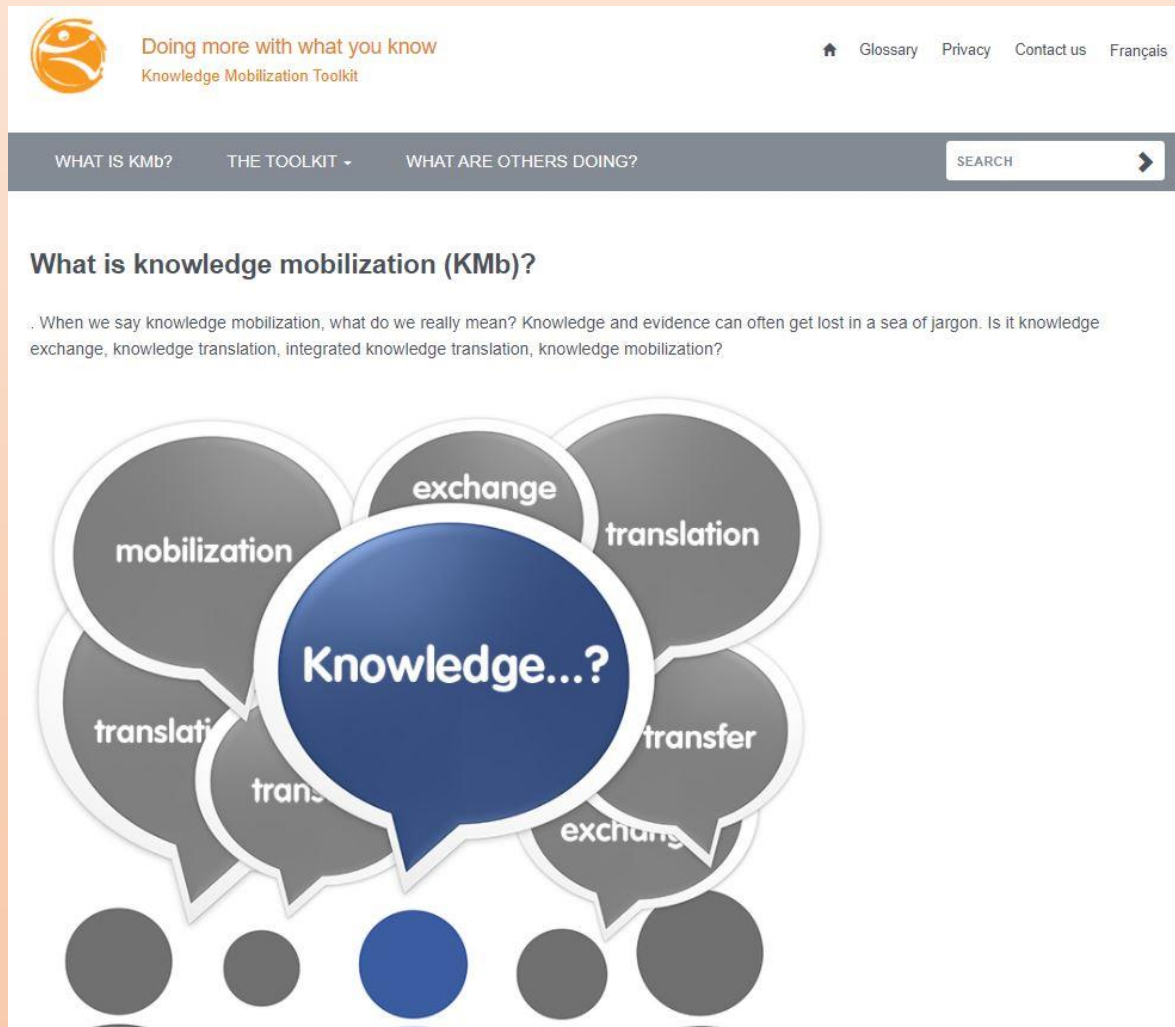 Doing more with what you know
Knowledge Mobilization Toolkit
Glossary Privacy Contact us Français
WHAT IS KMb? THE TOOLKIT WHAT ARE OTHERS DOING?
SEARCH
What is knowledge mobilization (KMb)?
. When we say knowledge mobilization, what do we really mean? Knowledge and evidence can often get lost in a sea of jargon. Is it knowledge
exchange, knowledge translation, integrated knowledge translation, knowledge mobilization?
exchange
translation
mobilization
Knowledge...?
translati
transfer
trans
exchang